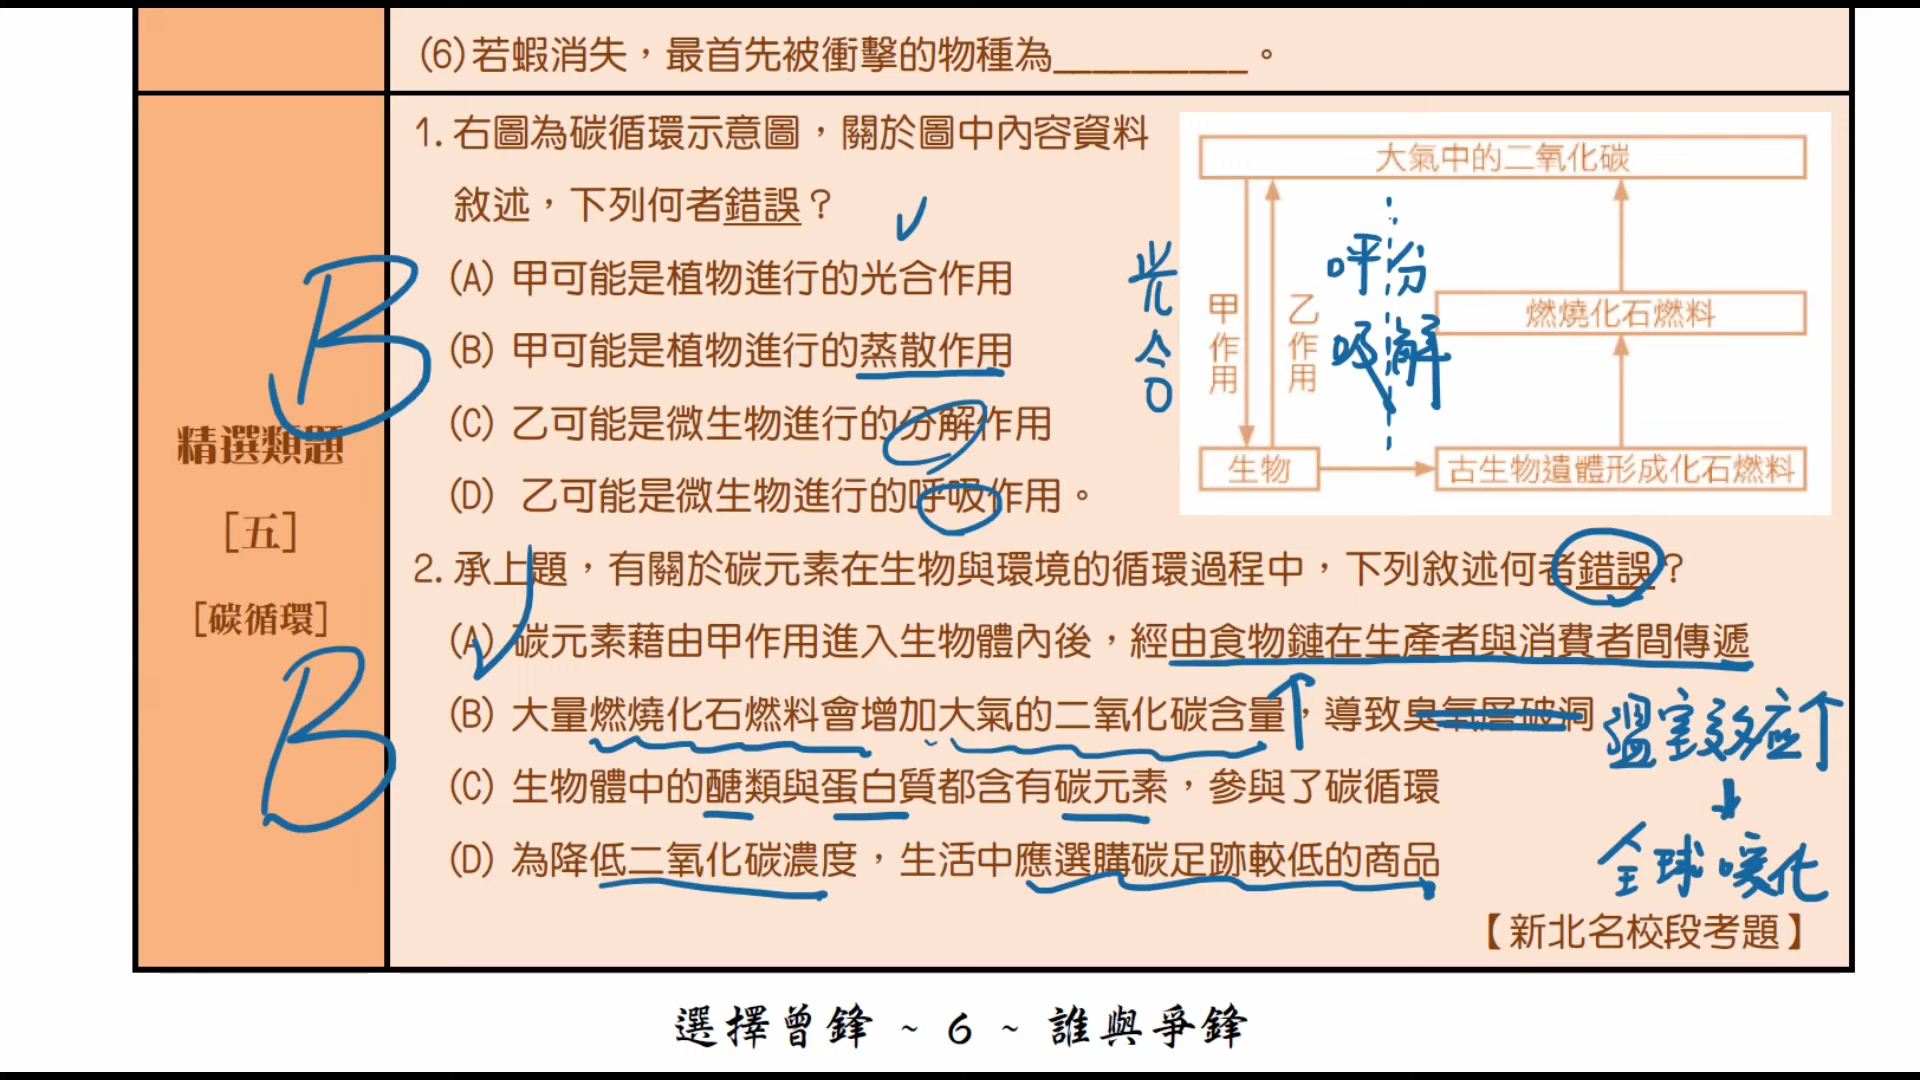 (6)若蝦消失，最首先被衝擊的物種為__________。
精選類題
[五]
[碳循環]
B
B
1. 右圖為碳循環示意圖，關於圖中內容資料
敘述，下列何者錯誤？
(A) 甲可能是植物進行的光合作用
(B) 甲可能是植物進行的蒸散作用
(C) 乙可能是微生物進行的分解作用
(D) 乙可能是微生物進行的呼吸作用。
大氣中的二氧化碳
光合
甲作用
乙作用
呼吸
分解
燃燒化石燃料
生物
古生物遺體形成化石燃料
2. 承上題，有關於碳元素在生物與環境的循環過程中，下列敘述何者錯誤？
(A) 碳元素藉由甲作用進入生物體內後，經由食物鏈在生產者與消費者間傳遞
(B) 大量燃燒化石燃料會增加大氣的二氧化碳含量，導致臭氧層破洞
溫室效應↑
↓
全球暖化
(C) 生物體中的醣類與蛋白質都含有碳元素，參與了碳循環
(D) 為降低二氧化碳濃度，生活中應選購碳足跡較低的商品
【新北名校段考題】
選擇曾鋒 ~ 6 ~ 誰與爭鋒